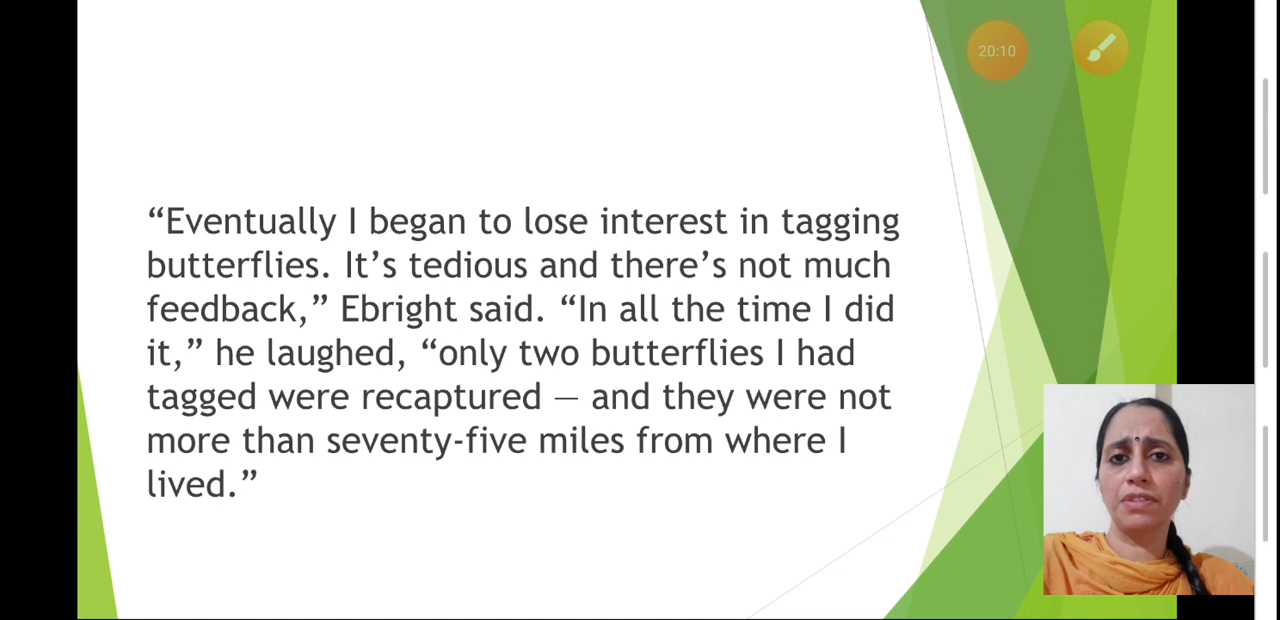 20:10
“Eventually I began to lose interest in tagging
butterflies. It’s tedious and there’s not much
feedback,” Ebright said. “In all the time I did
it,” he laughed, “only two butterflies I had
tagged were recaptured — and they were not
more than seventy-five miles from where I
lived.”